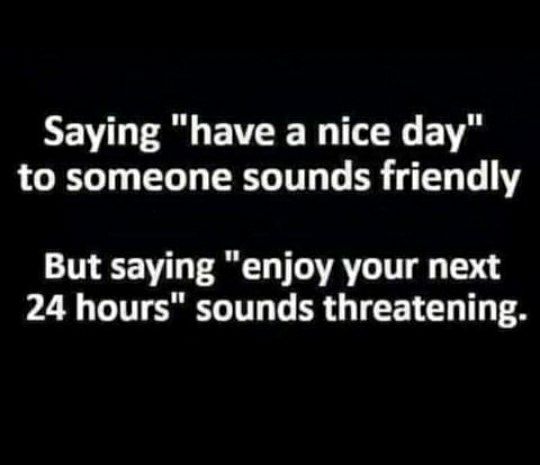 Saying "have a nice day"
to someone sounds friendly
But saying "enjoy your next
24 hours" sounds threatening.